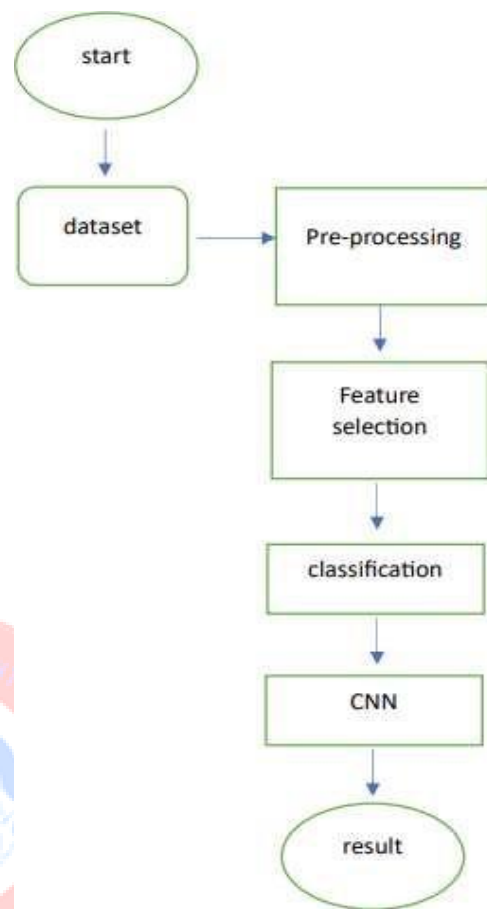 start
dataset
Pre-processing
Feature
selection
classification
CNN
result